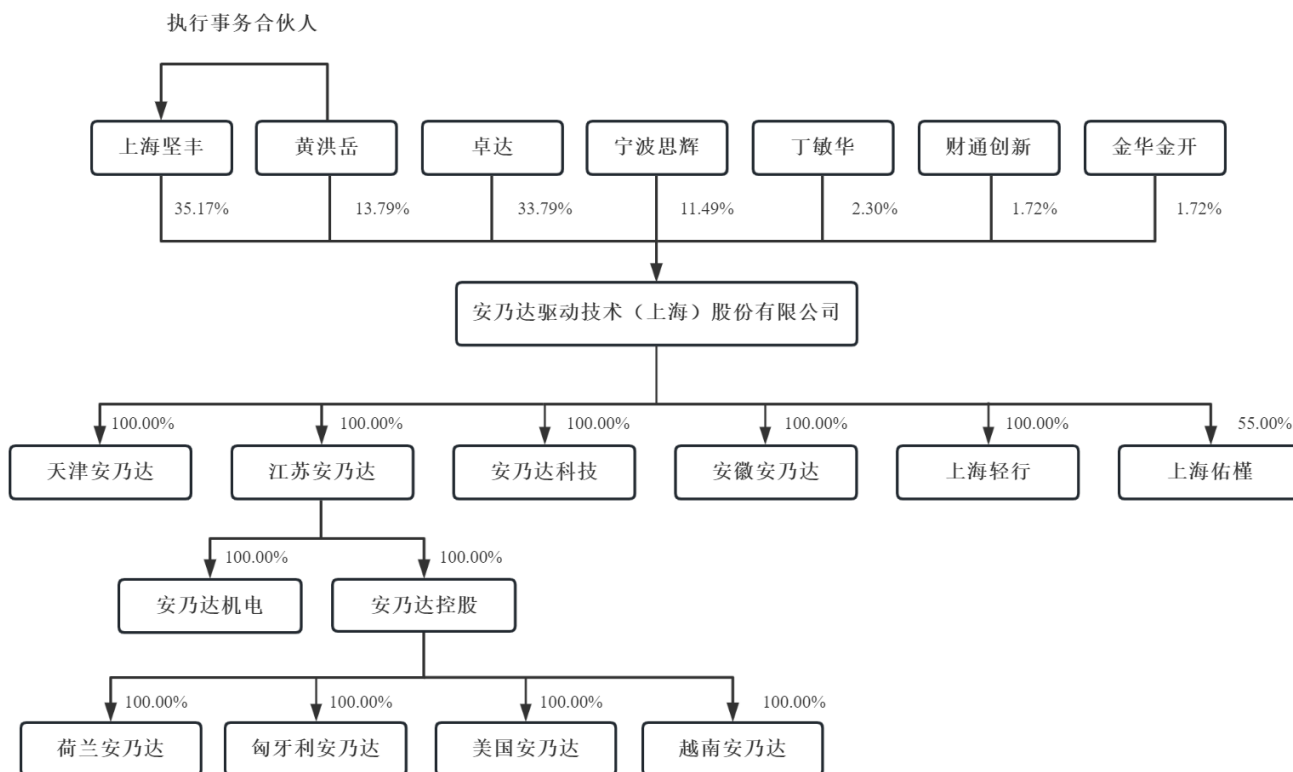 执行事务合伙人
上海坚丰 黄洪岳 卓达 宁波思辉 丁敏华 财通创新 金华金开
35.17% 13.79% 33.79% 11.49% 2.30% 1.72% 1.72%
安乃达驱动技术（上海）股份有限公司
100.00% 100.00% 100.00% 100.00% 100.00% 55.00%
天津安乃达 江苏安乃达 安乃达科技 安徽安乃达 上海轻行 上海佑槿
100.00% 100.00%
安乃达机电 安乃达控股
100.00% 100.00% 100.00% 100.00%
荷兰安乃达 匈牙利安乃达 美国安乃达 越南安乃达